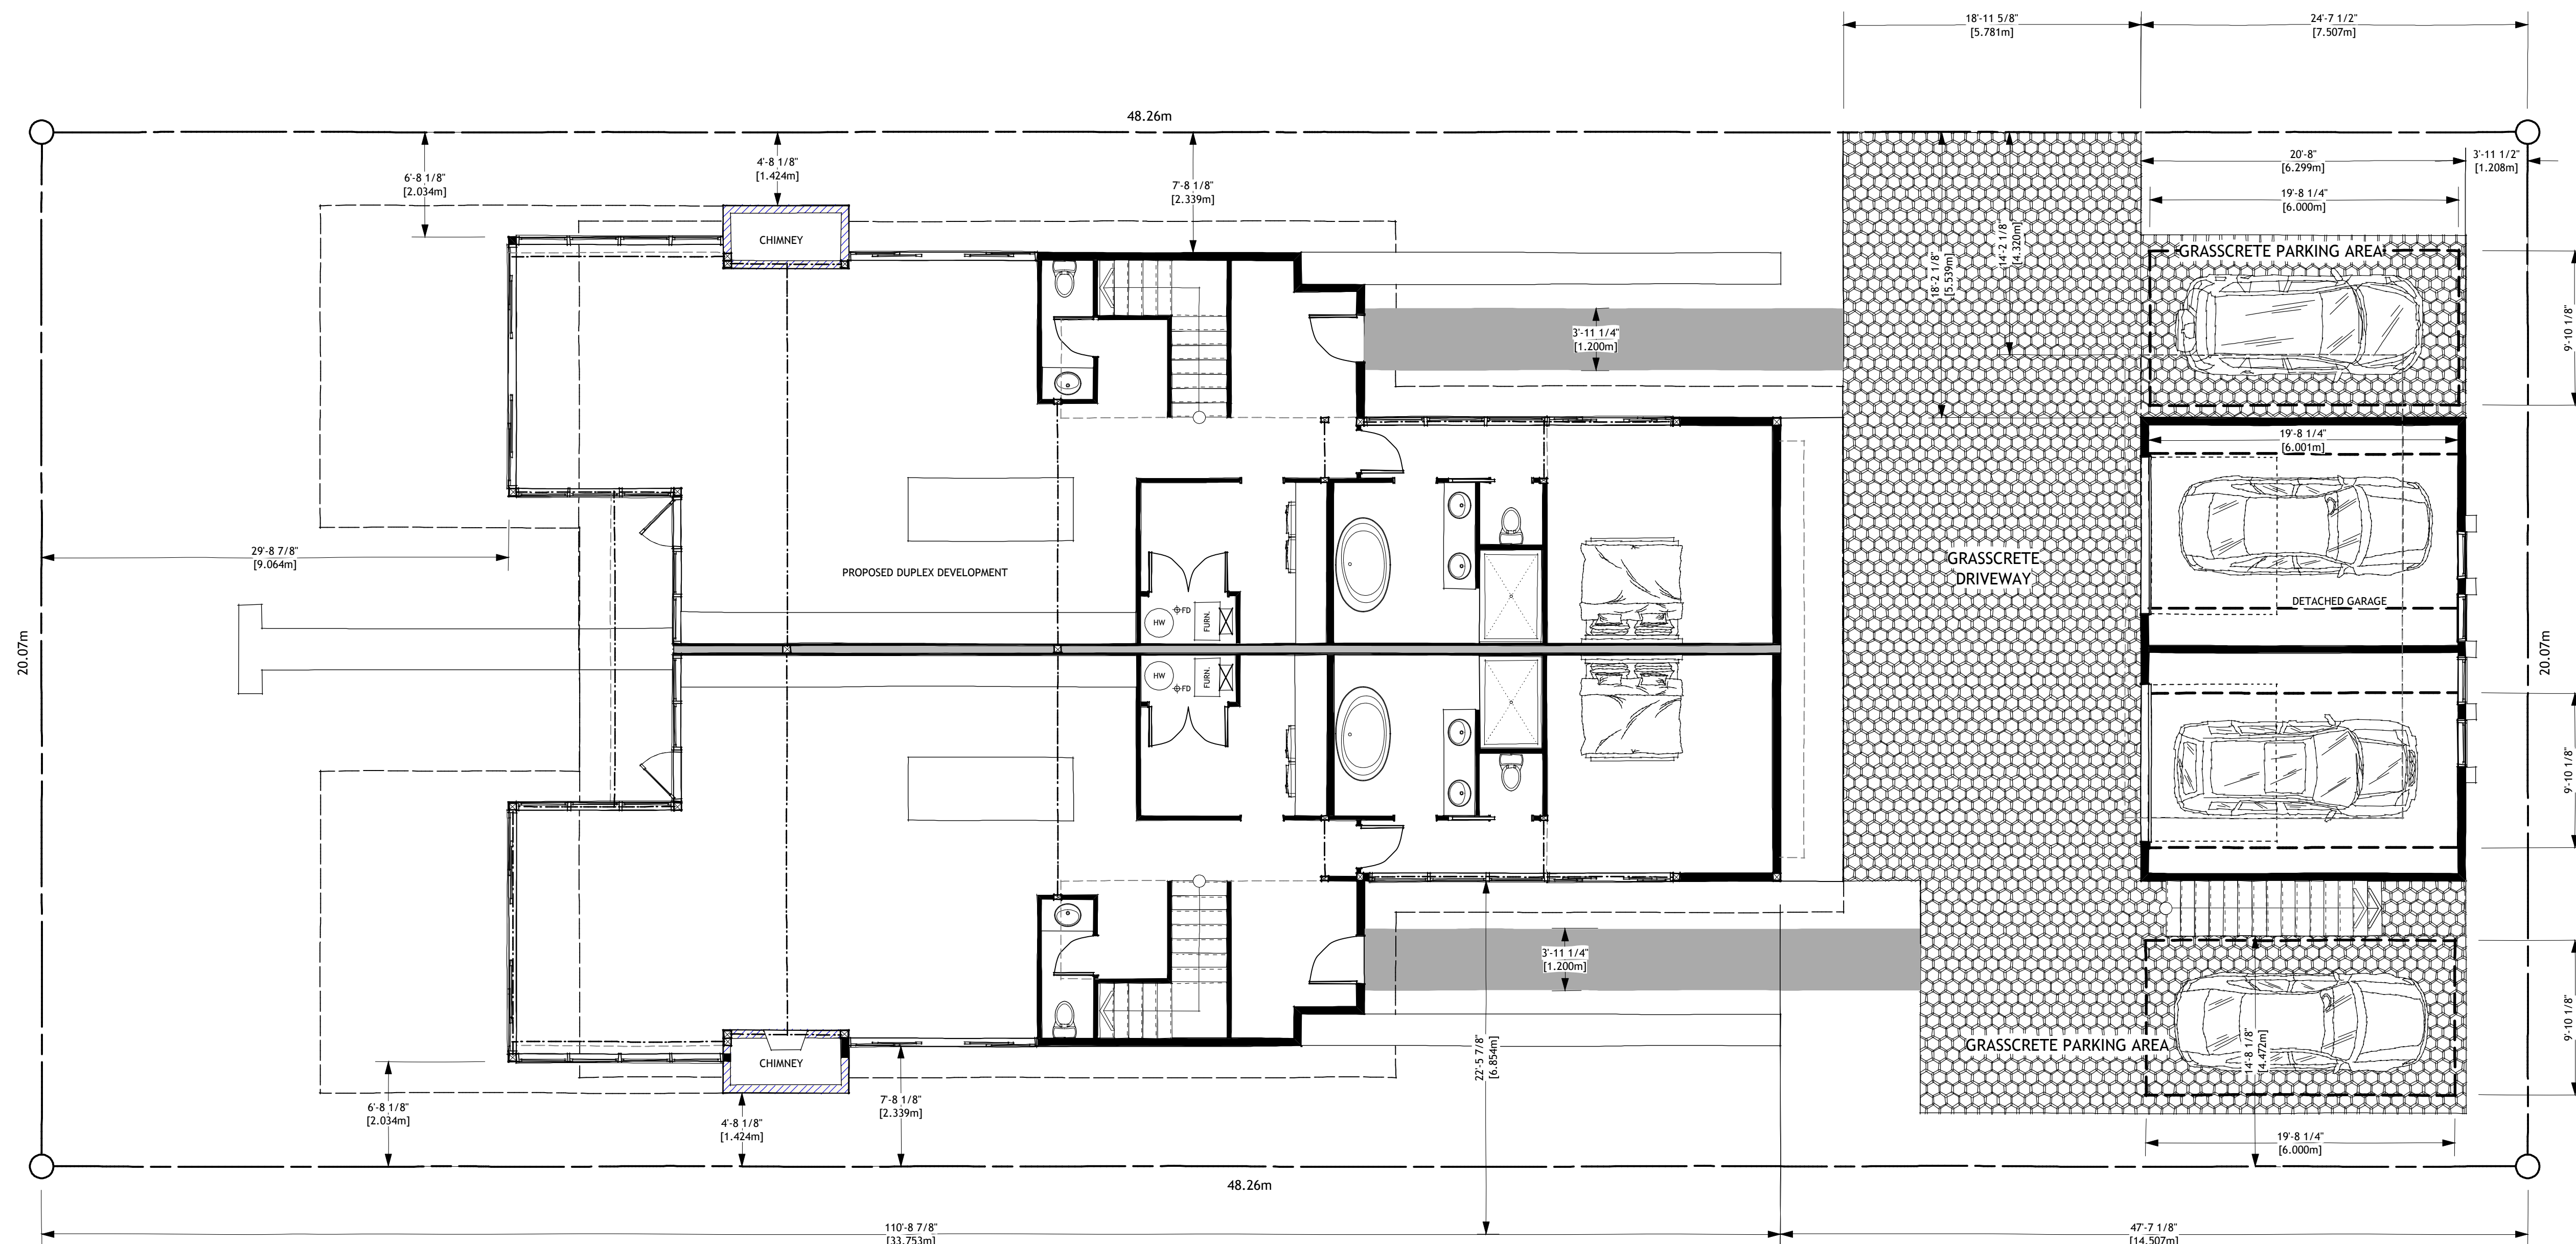 18'-11 5/8"
[5.781m]
24'-7 1/2"
[7.507m]
48.26m
6'-8 1/8"
[2.034m]
4'-8 1/8"
[1.424m]
7'-8 1/8"
[2.339m]
20'-8"
[6.299m]
3'-11 1/2"
[1.208m]
19'-8 1/4"
[6.000m]
CHIMNEY
18'-2 1/8"
[5.539m]
14'-2 1/8"
[4.320m]
GRASSCRETE PARKING AREA
9'-10 1/8"
3'-11 1/4"
[1.200m]
19'-8 1/4"
[6.001m]
29'-8 7/8"
[9.064m]
PROPOSED DUPLEX DEVELOPMENT
GRASSCRETE
DRIVEWAY
DETACHED GARAGE
HW
FD
FURN.
20.07m
20.07m
HW
FD
FURN.
9'-10 1/8"
3'-11 1/4"
[1.200m]
GRASSCRETE PARKING AREA
14'-8 1/8"
[4.472m]
9'-10 1/8"
CHIMNEY
22'-5 7/8"
[6.854m]
6'-8 1/8"
[2.034m]
4'-8 1/8"
[1.424m]
7'-8 1/8"
[2.339m]
19'-8 1/4"
[6.000m]
48.26m
110'-8 7/8"
[33.753m]
47'-7 1/8"
[14.507m]